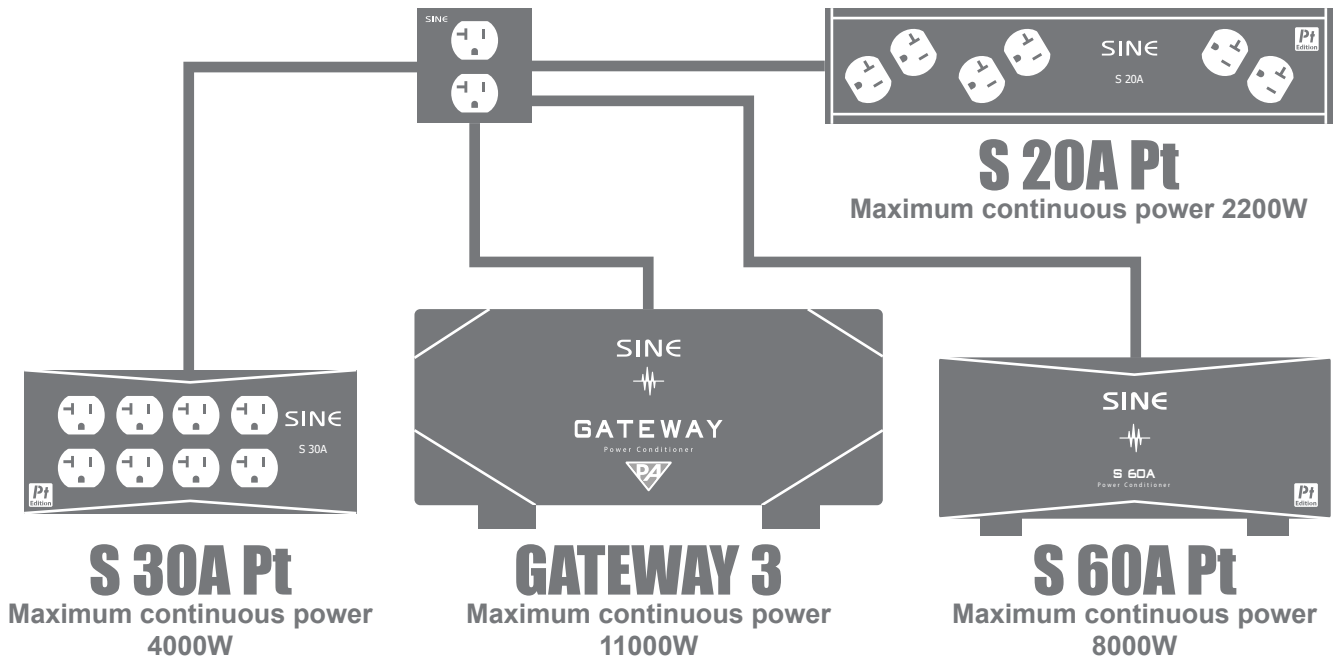 SINE
SINE
S 20A
Pt
Edition
S 20A Pt
Maximum continuous power 2200W
SINE
S 30A
Pt
Edition
S 30A Pt
Maximum continuous power
4000W
SINE
GATEWAY
Power Conditioner
PA
GATEWAY 3
Maximum continuous power
11000W
SINE
S 60A
Power Conditioner
Pt
Edition
S 60A Pt
Maximum continuous power
8000W